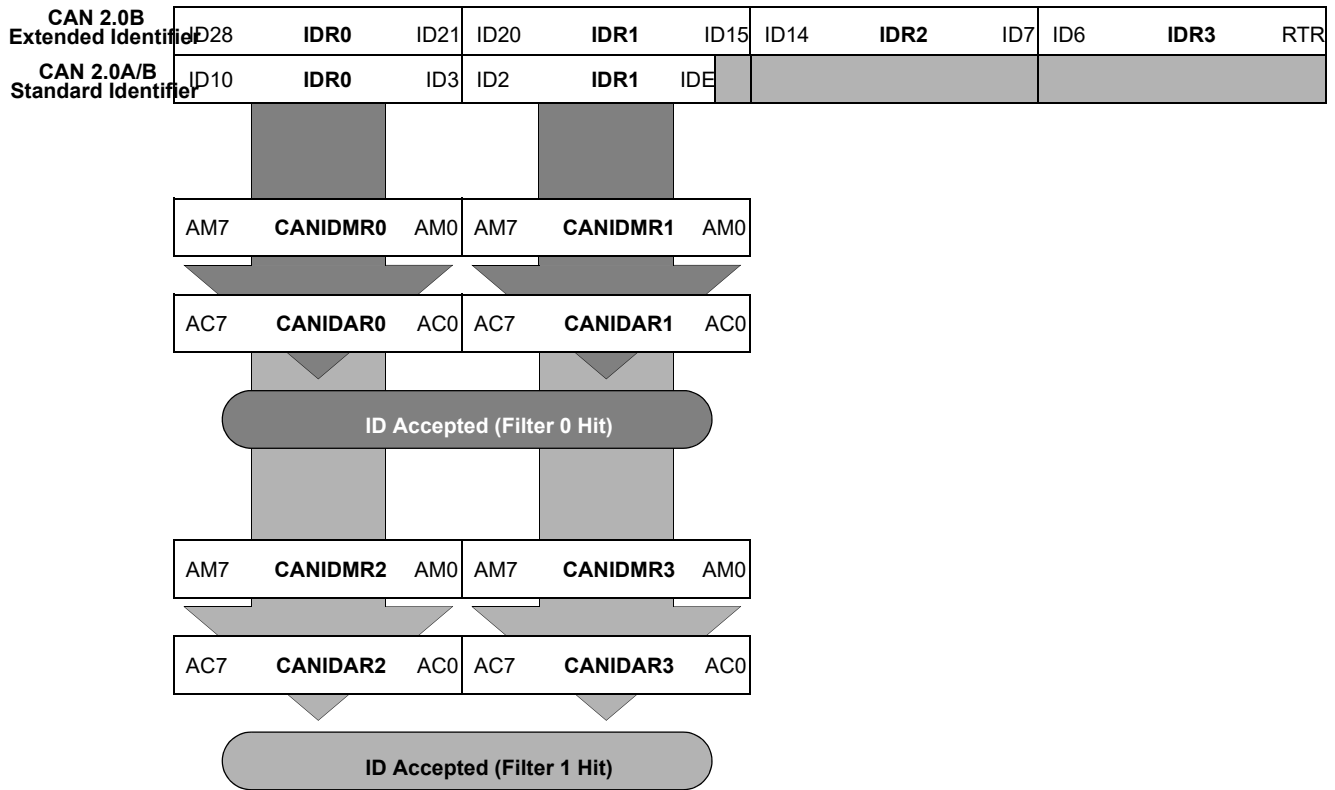 CAN 2.0B
Extended Identifier ID28 IDR0 ID21 ID20 IDR1 ID15 ID14 IDR2 ID7 ID6 IDR3 RTR
CAN 2.0A/B
Standard Identifier ID10 IDR0 ID3 ID2 IDR1 IDE
AM7 CANIDMR0 AM0 AM7 CANIDMR1 AM0
AC7 CANIDAR0 AC0 AC7 CANIDAR1 AC0
ID Accepted (Filter 0 Hit)
AM7 CANIDMR2 AM0 AM7 CANIDMR3 AM0
AC7 CANIDAR2 AC0 AC7 CANIDAR3 AC0
ID Accepted (Filter 1 Hit)